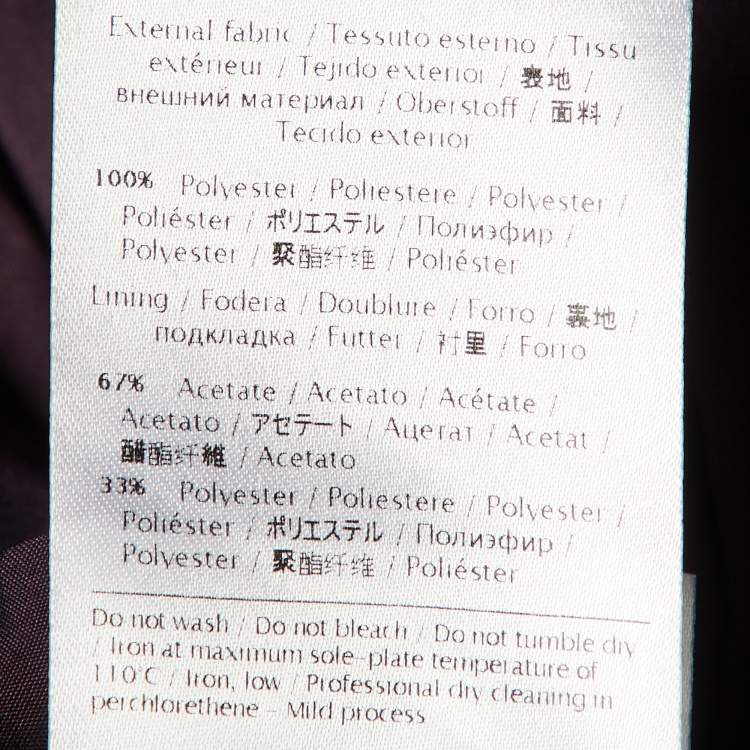 External fabric / Tessuto esterno / Tissu
extérieur / Tejido exterior / 表地 /
внешний материал / Oberstoff / 面料 /
Tecido exterior
100% Polyester / Poliestere / Polyester /
Poliéster / ポリエステル / Полиэфир /
Polyester / 聚酯纤维 / Poliéster
Lining / Fodera / Doublure / Forro / 裏地 /
подкладка / Futter / 衬里 / Forro
67% Acetate / Acetato / Acétate /
Acetato / アセテート / Ацетат / Acetat /
醋酯纤維 / Acetato
33% Polyester / Poliestere / Polyester /
Poliéster / ポリエステル / Полиэфир /
Polyester / 聚酯纤维 / Poliéster
Do not wash / Do not bleach / Do not tumble dry
/ Iron at maximum sole-plate temperature of
110°C / Iron, low / Professional dry cleaning in
perchlorethene - Mild process